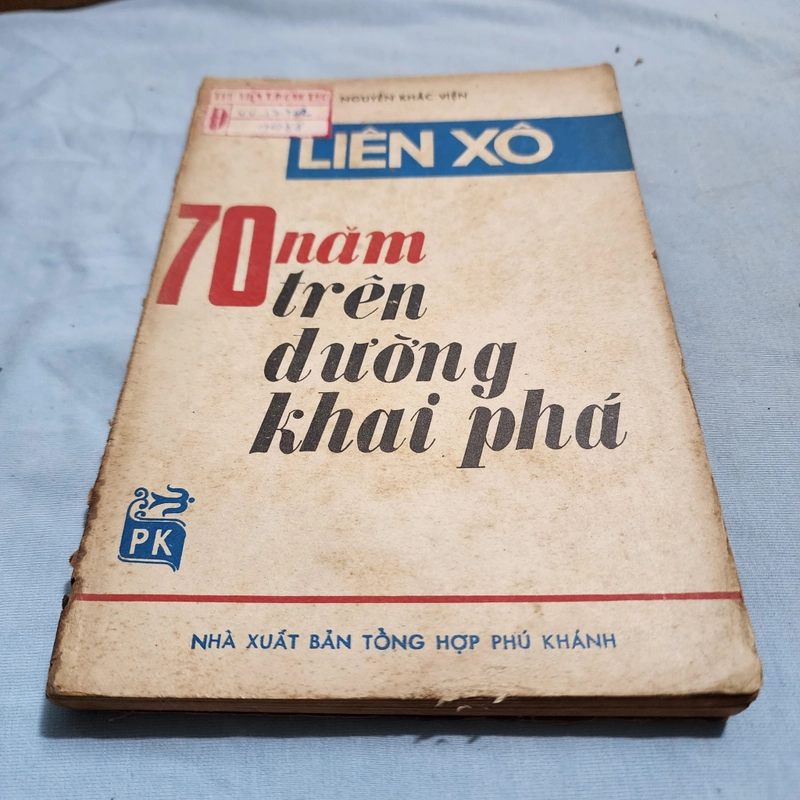 NGUYỄN KHẮC VIỆN
LIÊN XÔ
70 năm
trên
đường
khai phá
PK
NHÀ XUẤT BẢN TỔNG HỢP PHÚ KHÁNH